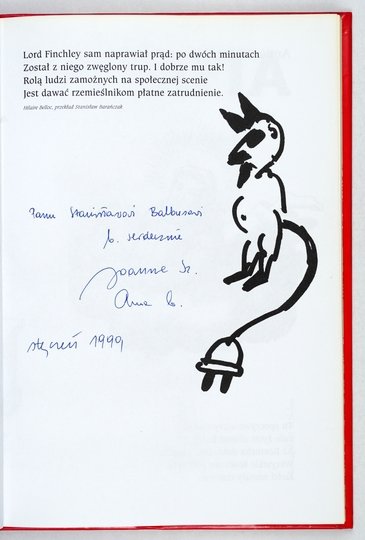 Lord Finchley sam naprawiał prąd: po dwóch minutach
Został z niego zwęglony trup. I dobrze mu tak!
Rolą ludzi zamożnych na społecznej scenie
Jest dawać rzemieślnikom płatne zatrudnienie.
Hilaire Belloc, przekład Stanisław Barańczak
Panu Stanisławowi Balbusowi
b. serdecznie
Joanna Sz.
Anna B.
styczeń 1999